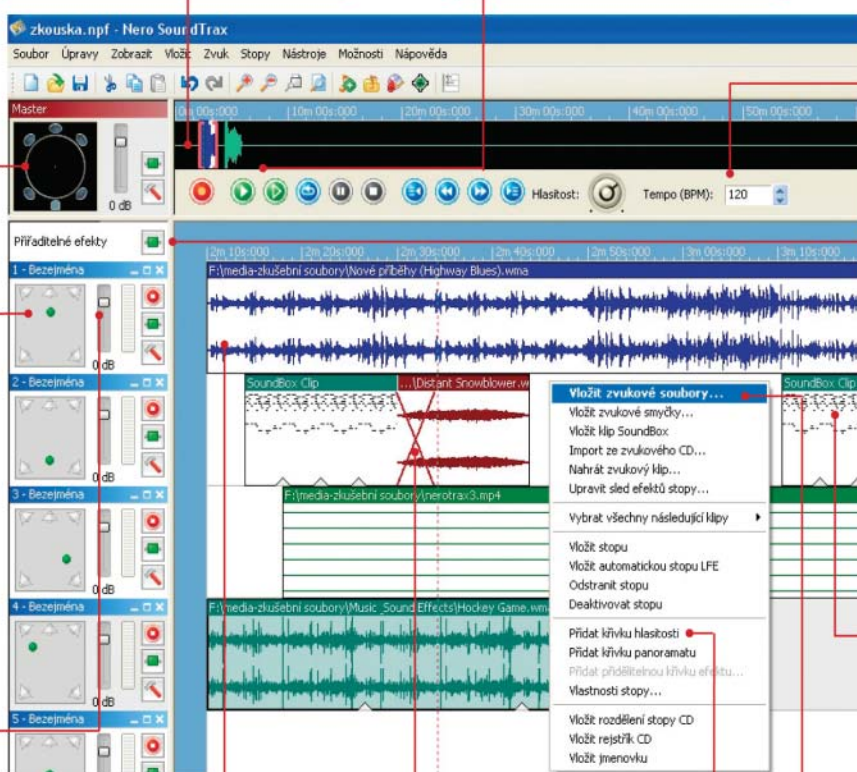 zkouska.npf - Nero SoundTrax
Soubor Úpravy Zobrazit Vložit Zvuk Stopy Nástroje Možnosti Nápověda
Master
0m 00s:000 10m 00s:000 20m 00s:000 30m 00s:000 40m 00s:000 50m 00s:000
0 dB
Hlasitost:
Tempo (BPM): 120
Přiřaditelné efekty
2m 10s:000 2m 20s:000 2m 30s:000 2m 40s:000 2m 50s:000 3m 00s:000 3m 10s:000
1 - Bezejména
F:\media-zkušební soubory\Nové příběhy (Highway Blues).wma
0 dB
2 - Bezejména
SoundBox Clip
...\Distant Snowblower.w
SoundBox Clip
0 dB
3 - Bezejména
F:\media-zkušební soubory\nerotrax3.mp4
0 dB
4 - Bezejména
F:\media-zkušební soubory\Music_Sound Effects\Hockey Game.wma
0 dB
5 - Bezejména
Vložit zvukové soubory...
Vložit zvukové smyčky...
Vložit klip SoundBox
Import ze zvukového CD...
Nahrát zvukový klip...
Upravit sled efektů stopy...
Vybrat všechny následující klipy
Vložit stopu
Vložit automatickou stopu LFE
Odstranit stopu
Deaktivovat stopu
Přidat křivku hlasitosti
Přidat křivku panoramatu
Přidat přidělitelnou křivku efektu...
Vlastnosti stopy...
Vložit rozdělení stopy CD
Vložit rejstřík CD
Vložit jmenovku